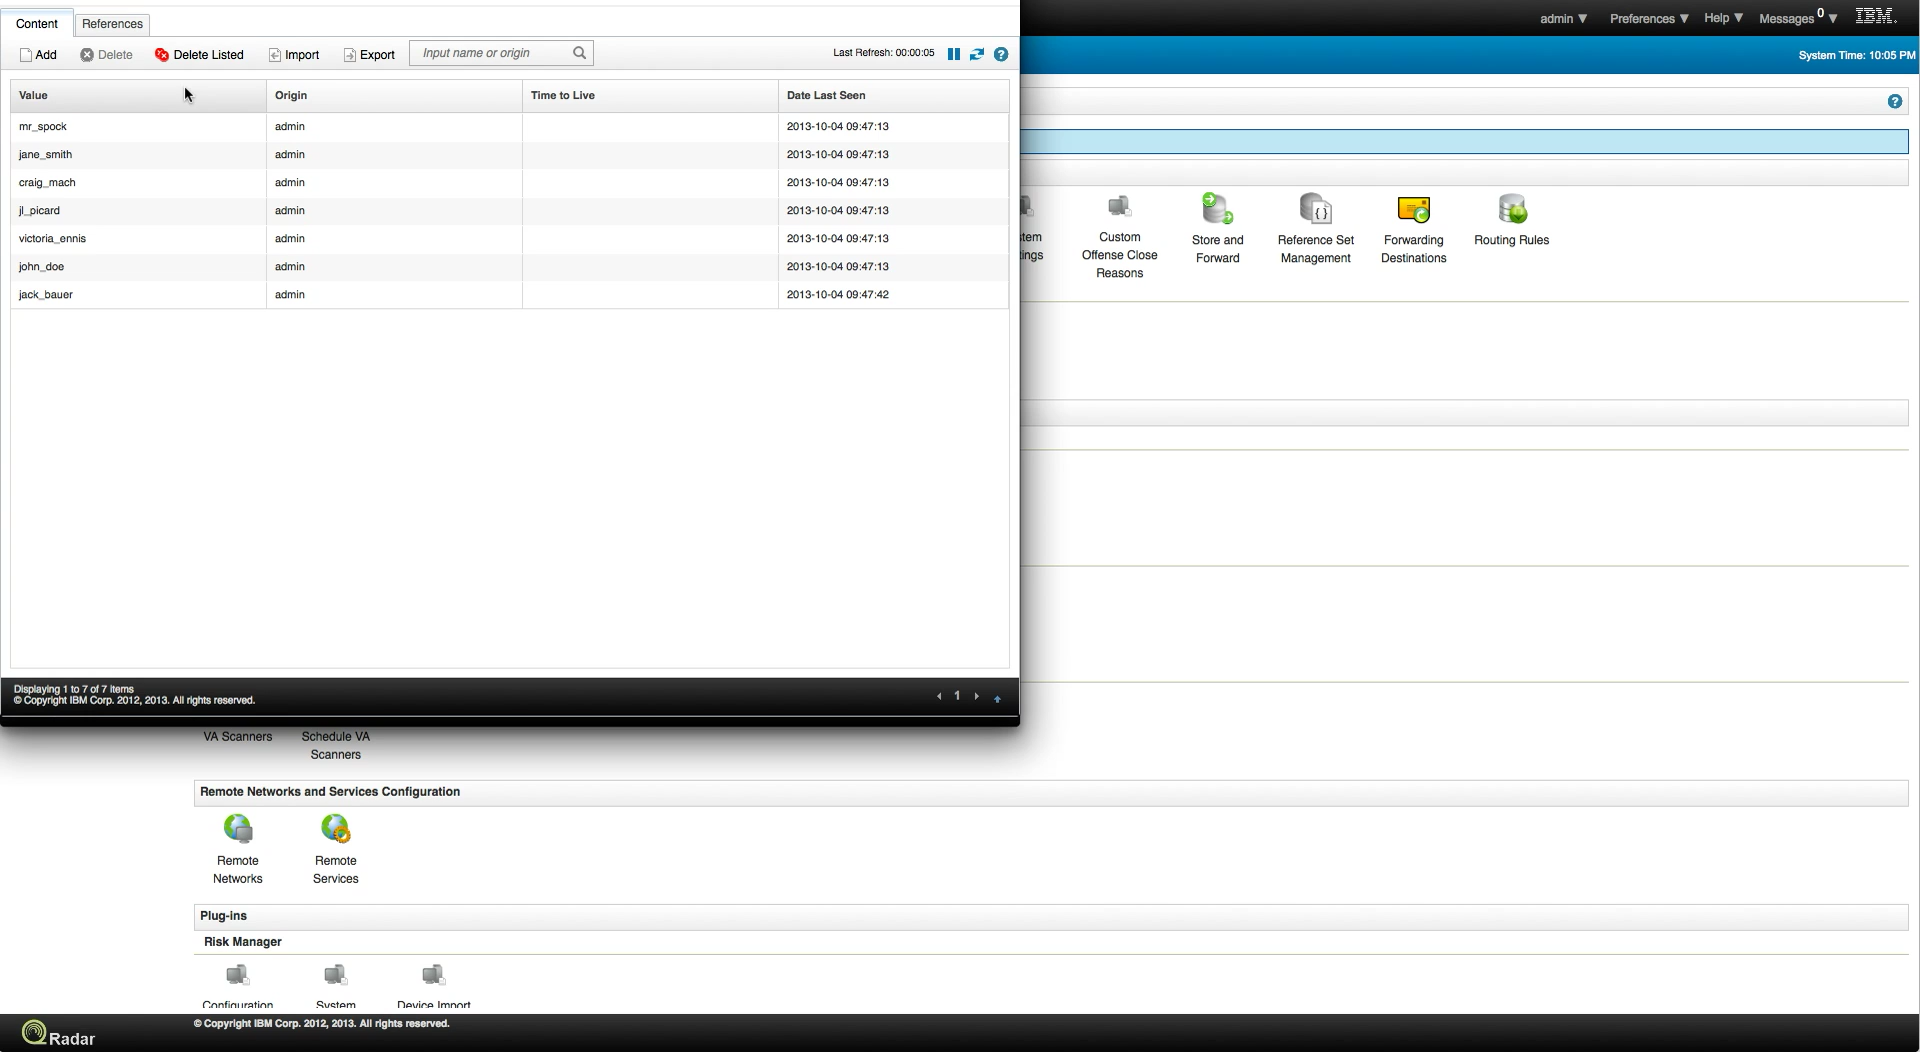 Content References
Add Delete Delete Listed Import Export Input name or origin Last Refresh: 00:00:05
Value Origin Time to Live Date Last Seen
mr_spock admin 2013-10-04 09:47:13
jane_smith admin 2013-10-04 09:47:13
craig_mach admin 2013-10-04 09:47:13
jl_picard admin 2013-10-04 09:47:13
victoria_ennis admin 2013-10-04 09:47:13
john_doe admin 2013-10-04 09:47:13
jack_bauer admin 2013-10-04 09:47:42
Displaying 1 to 7 of 7 items
© Copyright IBM Corp. 2012, 2013. All rights reserved.
1
admin ▼ Preferences ▼ Help ▼ Messages 0 ▼ IBM.
System Time: 10:05 PM
Custom
Offense Close
Reasons
Store and
Forward
Reference Set
Management
Forwarding
Destinations
Routing Rules
VA Scanners
Schedule VA
Scanners
Remote Networks and Services Configuration
Remote
Networks
Remote
Services
Plug-ins
Risk Manager
Configuration System Device Import
QRadar
© Copyright IBM Corp. 2012, 2013. All rights reserved.